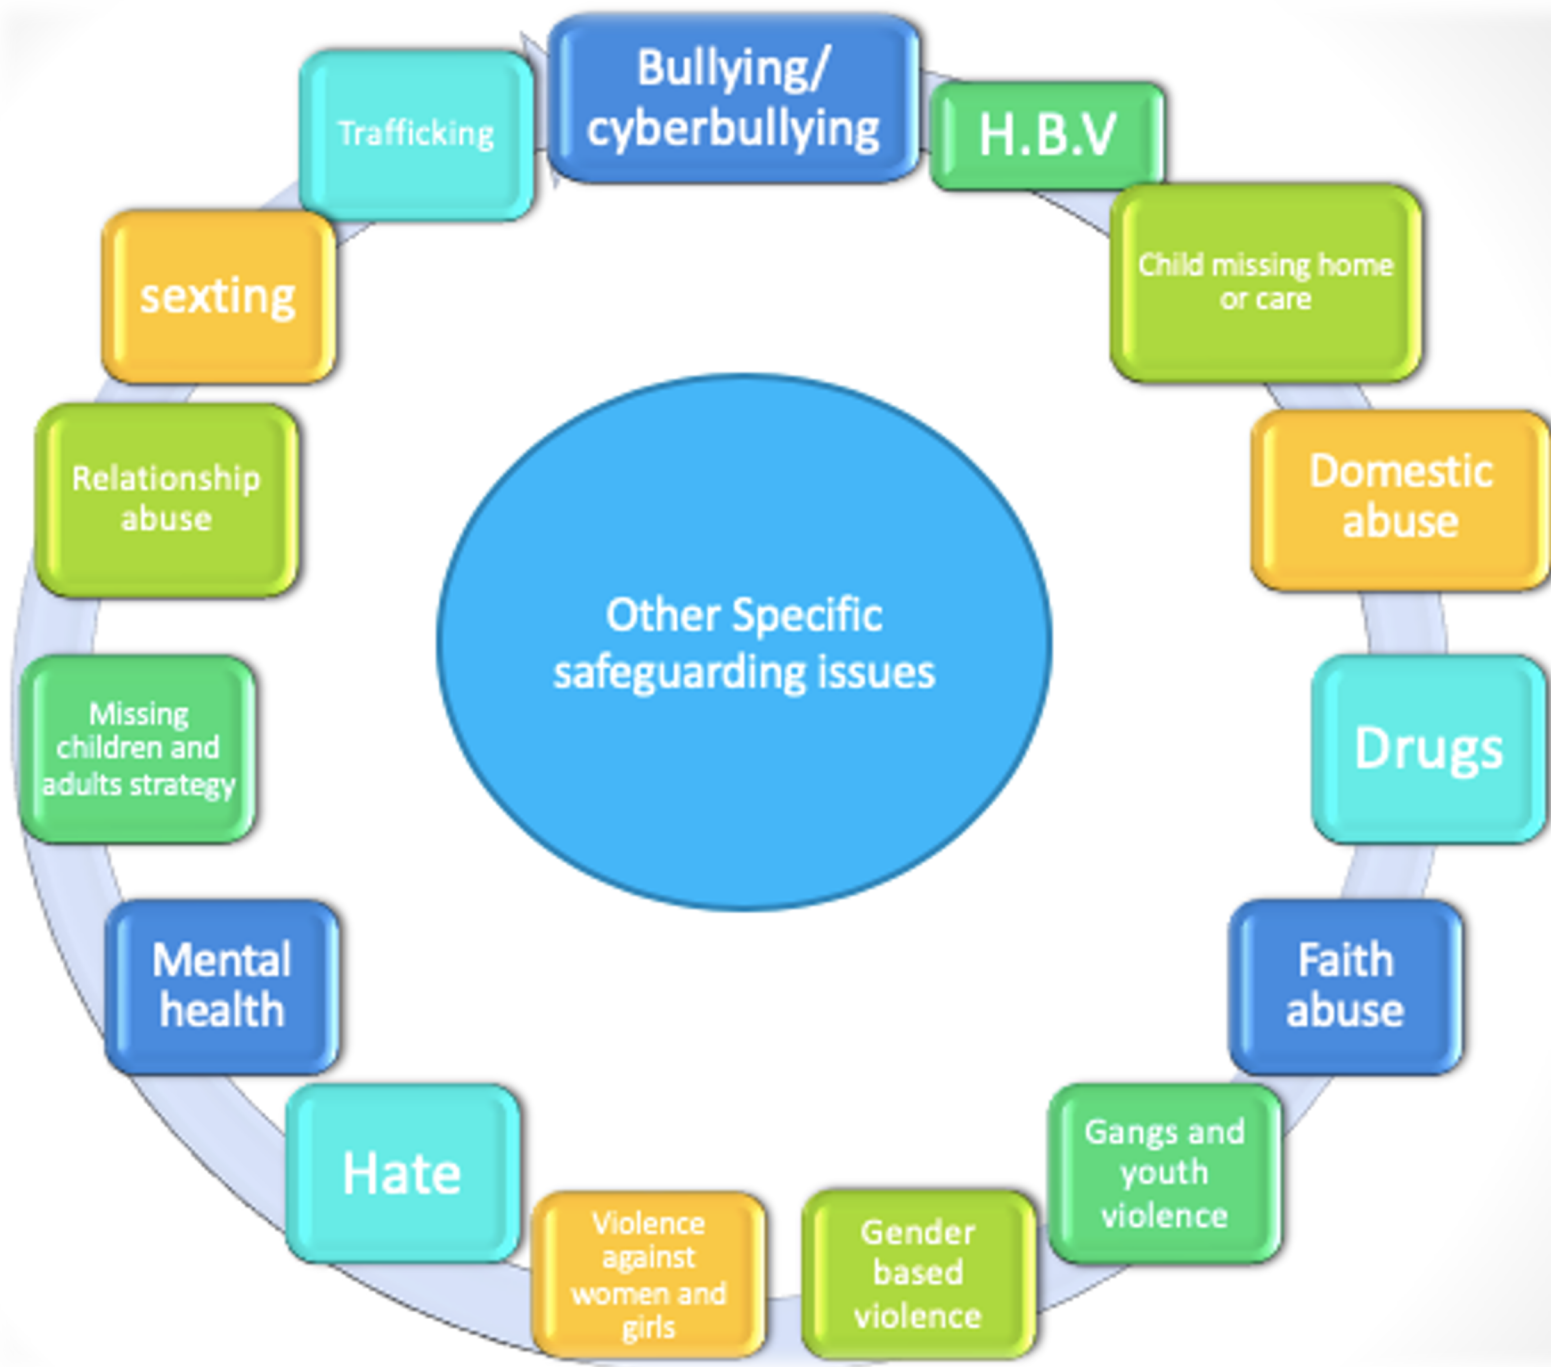 Bullying/
cyberbullying
H.B.V
Child missing home
or care
Domestic
abuse
Drugs
Faith
abuse
Gangs and
youth
violence
Gender
based
violence
Violence
against
women and
girls
Hate
Mental
health
Missing
children and
adults strategy
Relationship
abuse
sexting
Trafficking
Other Specific
safeguarding issues